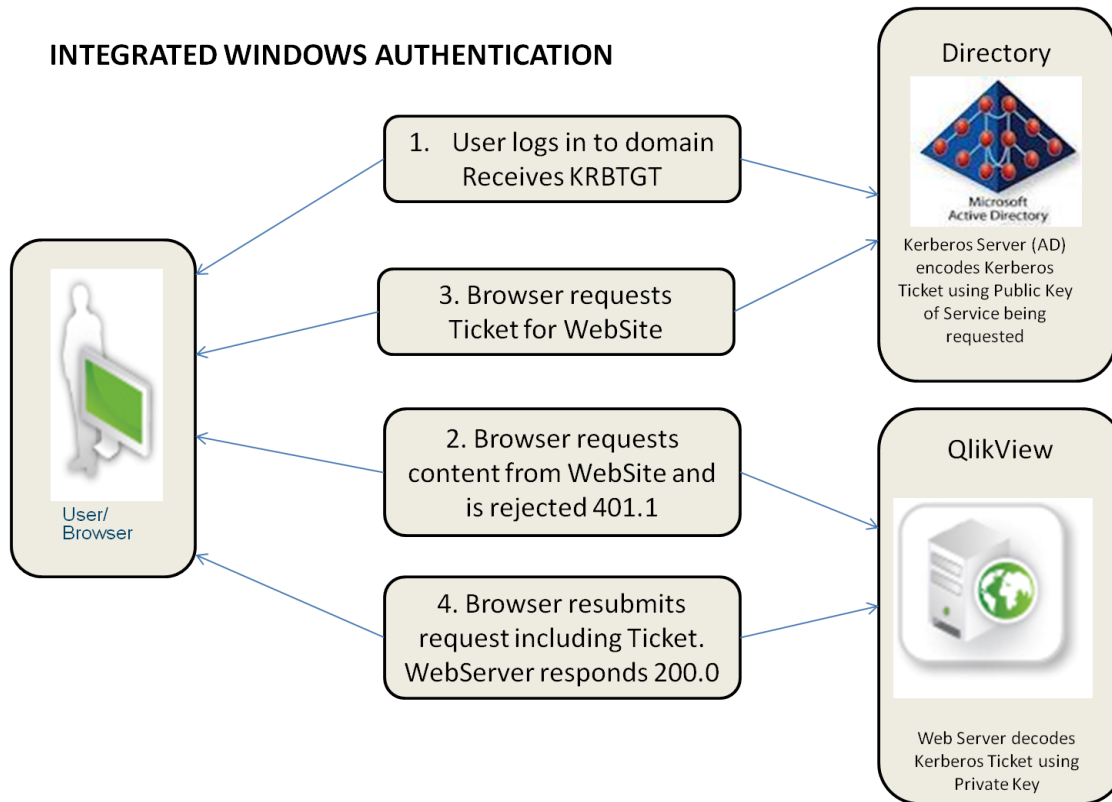 INTEGRATED WINDOWS AUTHENTICATION
Directory
Microsoft
Active Directory
Kerberos Server (AD)
encodes Kerberos
Ticket using Public Key
of Service being
requested
1. User logs in to domain
Receives KRBTGT
3. Browser requests
Ticket for WebSite
2. Browser requests
content from WebSite and
is rejected 401.1
4. Browser resubmits
request including Ticket.
WebServer responds 200.0
User/
Browser
QlikView
Web Server decodes
Kerberos Ticket using
Private Key